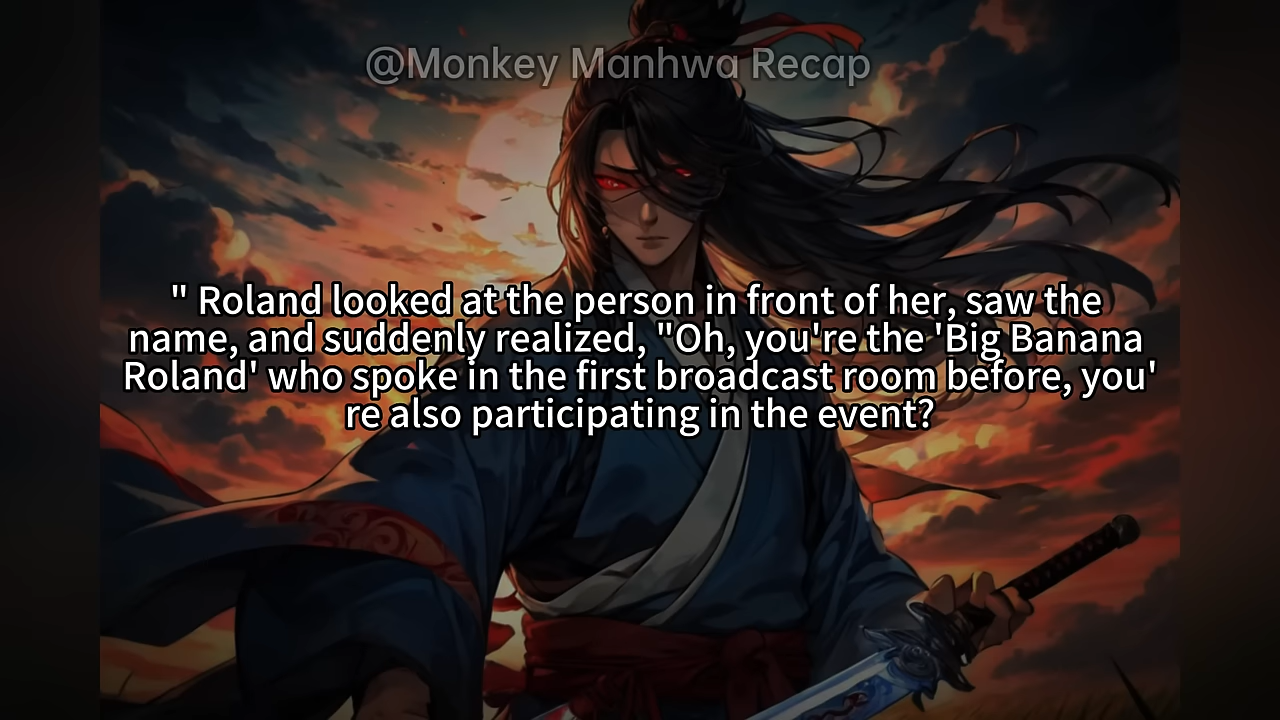 @Monkey Manhwa Recap
" Roland looked at the person in front of her, saw the
name, and suddenly realized, "Oh, you're the 'Big Banana
Roland' who spoke in the first broadcast room before, you'
re also participating in the event?